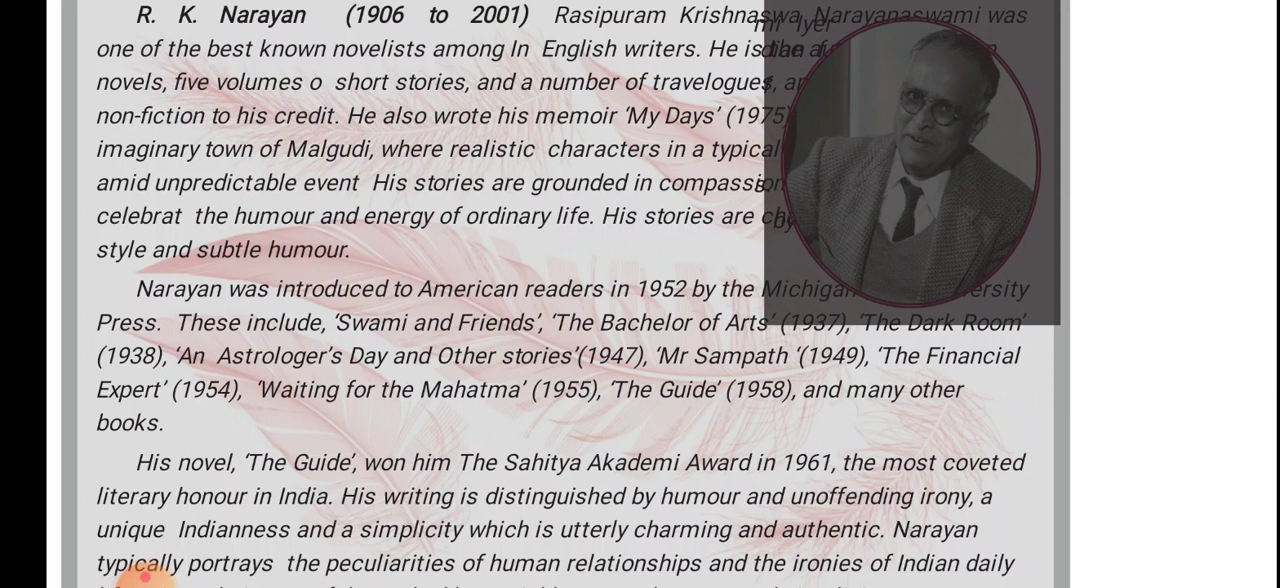 R. K. Narayan (1906 to 2001) Rasipuram Krishnaswa Narayanaswami was
mi Iyer
one of the best known novelists among In English writers. He is the
novels, five volumes o short stories, and a number of travelogues,
non-fiction to his credit. He also wrote his memoir ‘My Days’ (1975)
imaginary town of Malgudi, where realistic characters in a typical
amid unpredictable event His stories are grounded in compassion
celebrat the humour and energy of ordinary life. His stories are
by
style and subtle humour.
Narayan was introduced to American readers in 1952 by the Michigan
Press. These include, ‘Swami and Friends’, ‘The Bachelor of Arts’ (1937), ‘The Dark Room’
(1938), ‘An Astrologer’s Day and Other stories’(1947), ‘Mr Sampath ‘(1949), ‘The Financial
Expert’ (1954), ‘Waiting for the Mahatma’ (1955), ‘The Guide’ (1958), and many other
books.
His novel, ‘The Guide’, won him The Sahitya Akademi Award in 1961, the most coveted
literary honour in India. His writing is distinguished by humour and unoffending irony, a
unique Indianness and a simplicity which is utterly charming and authentic. Narayan
typically portrays the peculiarities of human relationships and the ironies of Indian daily